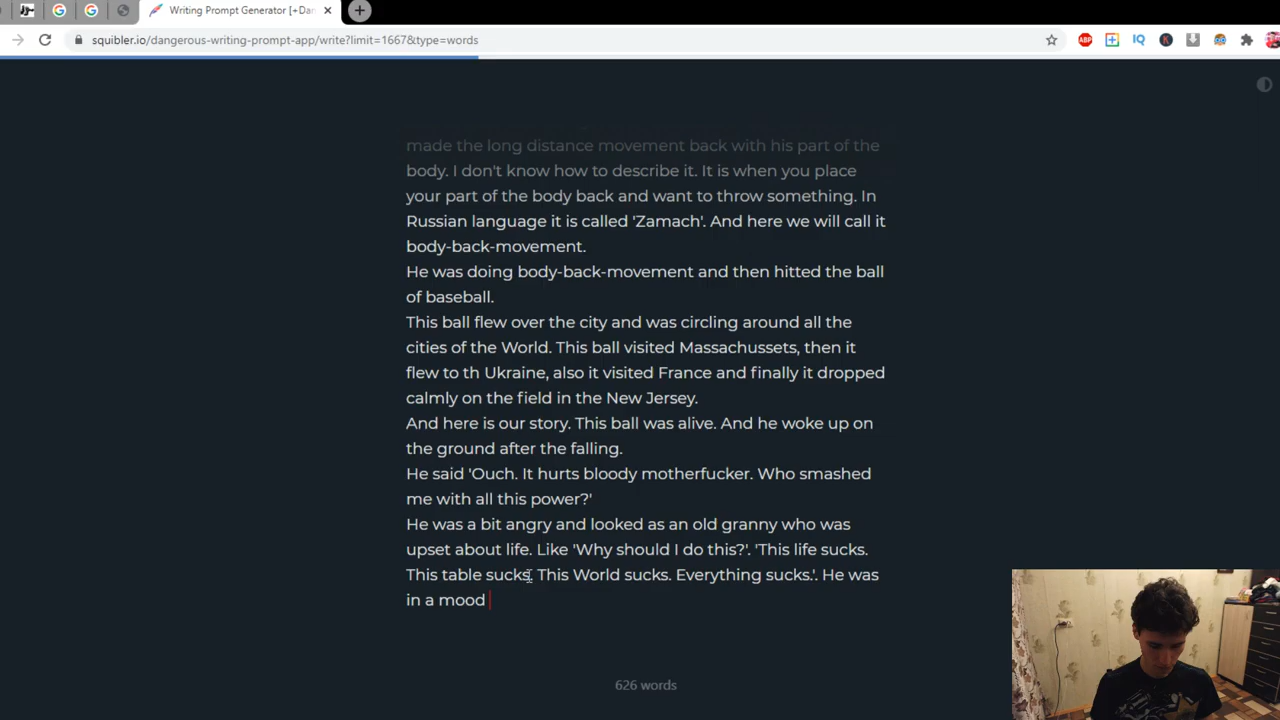 Writing Prompt Generator [+Dan
squibler.io/dangerous-writing-prompt-app/write?limit=1667&type=words
ABP
IQ
K
made the long distance movement back with his part of the
body. I don't know how to describe it. It is when you place
your part of the body back and want to throw something. In
Russian language it is called 'Zamach'. And here we will call it
body-back-movement.
He was doing body-back-movement and then hitted the ball
of baseball.
This ball flew over the city and was circling around all the
cities of the World. This ball visited Massachussets, then it
flew to th Ukraine, also it visited France and finally it dropped
calmly on the field in the New Jersey.
And here is our story. This ball was alive. And he woke up on
the ground after the falling.
He said 'Ouch. It hurts bloody motherfucker. Who smashed
me with all this power?'
He was a bit angry and looked as an old granny who was
upset about life. Like 'Why should I do this?'. 'This life sucks.
This table sucks. This World sucks. Everything sucks.'. He was
in a mood
626 words